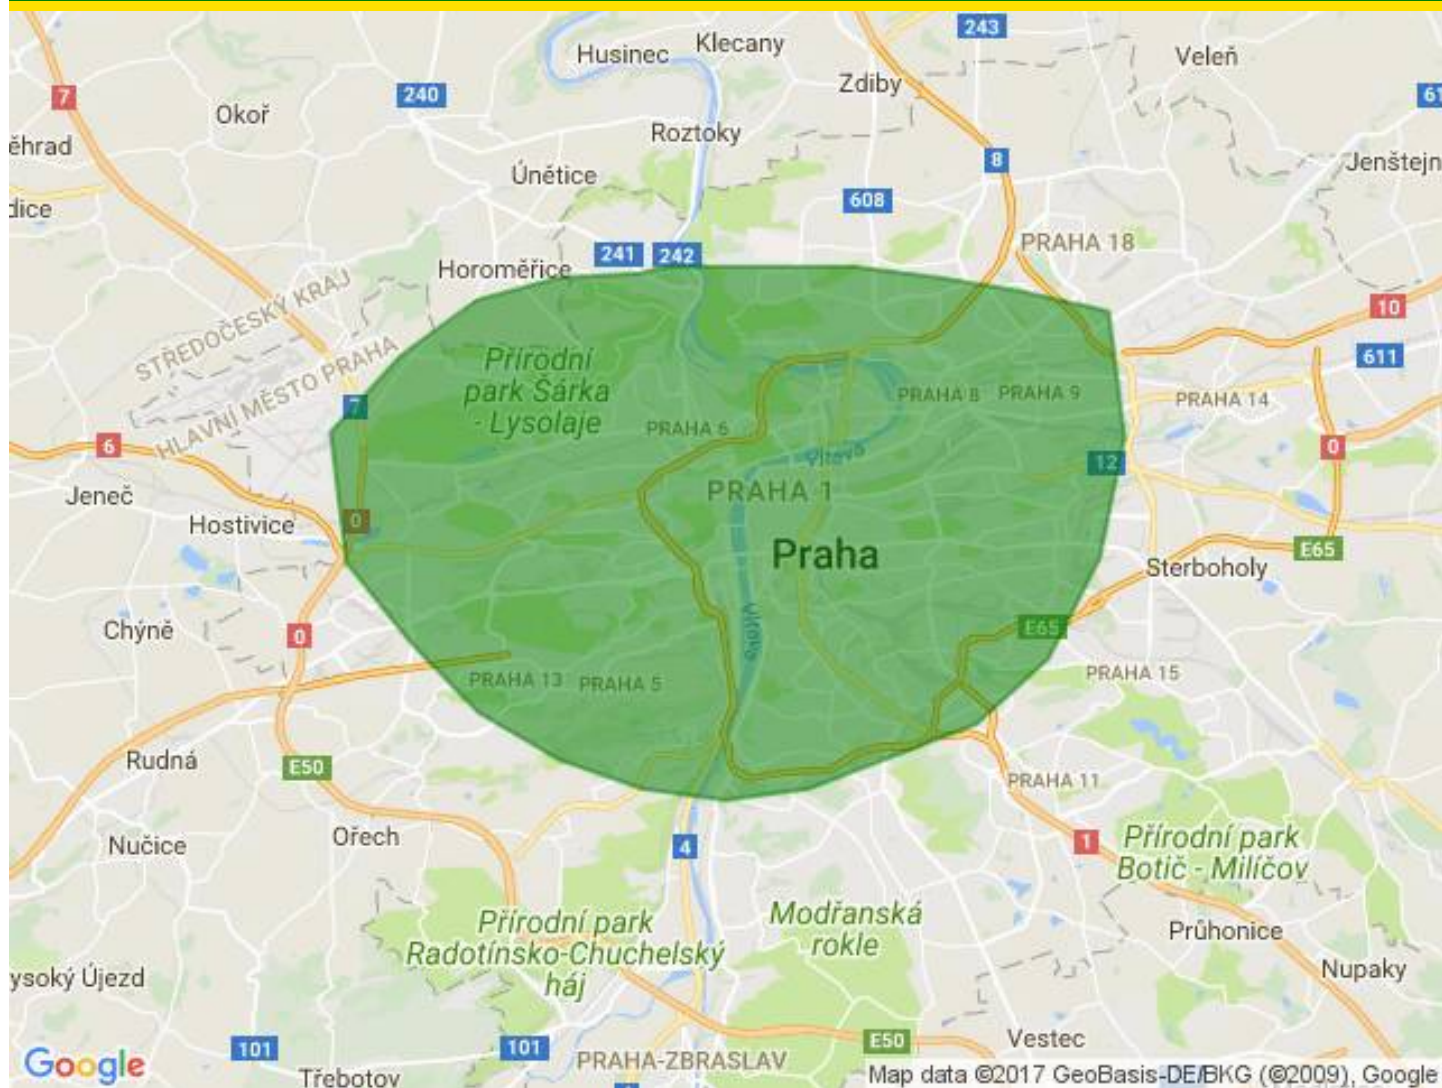 243
Klecany
Husinec
Veleň
Zdiby
7
240
61
Okoř
Roztoky
ěhrad
8
Jenštejn
Únětice
608
dice
241
242
PRAHA 18
Horoměřice
STŘEDOČESKÝ KRAJ
10
HLAVNÍ MĚSTO PRAHA
611
Přírodní
park Šárka
- Lysolaje
PRAHA 8
PRAHA 9
PRAHA 14
7
PRAHA 6
6
0
Vltava
12
Jeneč
PRAHA 1
Hostivice
0
Praha
E65
Sterboholy
Chýně
0
E65
Vltava
PRAHA 13
PRAHA 5
PRAHA 15
Rudná
E50
PRAHA 11
Nučice
Ořech
4
1
Přírodní park
Botič - Milíčov
Přírodní park
Radotínsko-Chuchelský
háj
Modřanská
rokle
Průhonice
ysoký Újezd
Nupaky
101
101
E50
Vestec
Google
PRAHA-ZBRASLAV
Třebotov
Map data ©2017 GeoBasis-DE/BKG (©2009), Google